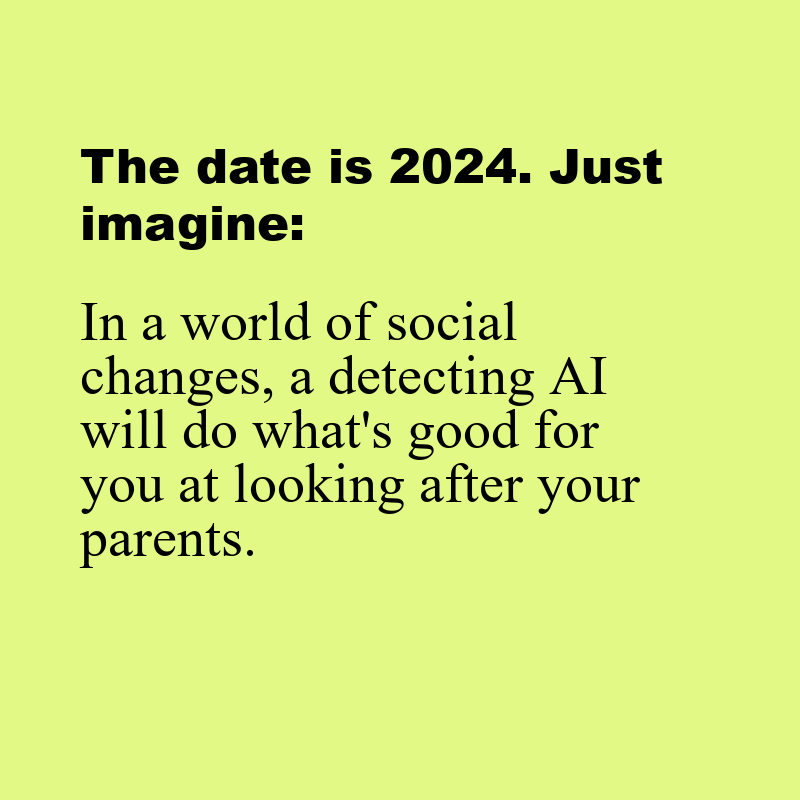 The date is 2024. Just
imagine:
In a world of social
changes, a detecting AI
will do what's good for
you at looking after your
parents.